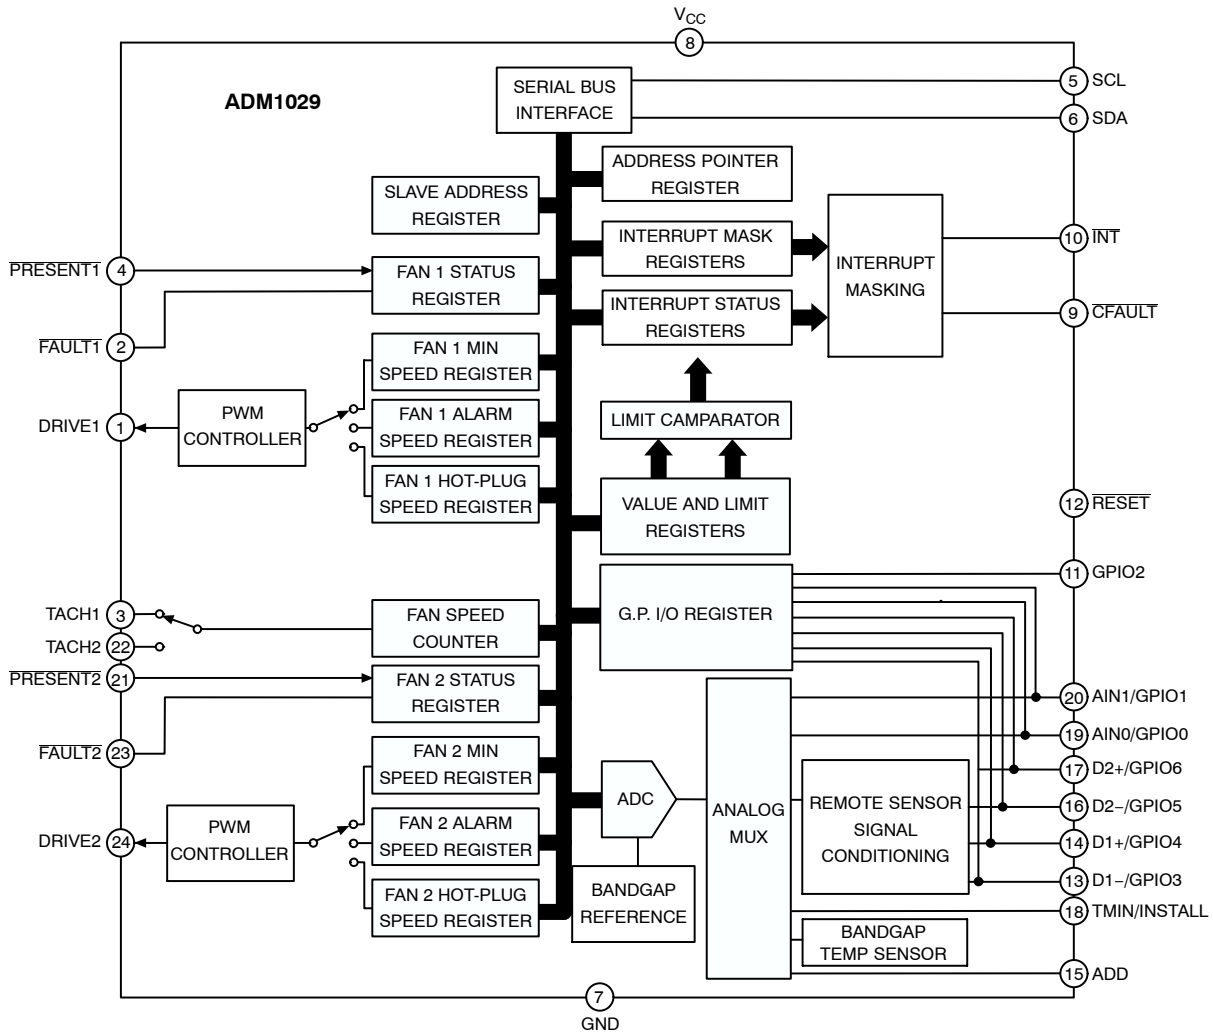 VCC
8
ADM1029
SERIAL BUS
INTERFACE
5 SCL
6 SDA
ADDRESS POINTER
REGISTER
SLAVE ADDRESS
REGISTER
INTERRUPT MASK
REGISTERS
INTERRUPT
MASKING
10 INT
PRESENT1 4
FAN 1 STATUS
REGISTER
INTERRUPT STATUS
REGISTERS
9 CFAULT
FAULT1 2
FAN 1 MIN
SPEED REGISTER
DRIVE1 1
PWM
CONTROLLER
FAN 1 ALARM
SPEED REGISTER
LIMIT CAMPARATOR
FAN 1 HOT-PLUG
SPEED REGISTER
VALUE AND LIMIT
REGISTERS
12 RESET
11 GPIO2
TACH1 3
TACH2 22
FAN SPEED
COUNTER
G.P. I/O REGISTER
PRESENT2 21
FAN 2 STATUS
REGISTER
20 AIN1/GPIO1
19 AIN0/GPIO0
FAULT2 23
FAN 2 MIN
SPEED REGISTER
17 D2+/GPIO6
ADC
ANALOG
MUX
REMOTE SENSOR
SIGNAL
CONDITIONING
16 D2−/GPIO5
DRIVE2 24
PWM
CONTROLLER
FAN 2 ALARM
SPEED REGISTER
14 D1+/GPIO4
13 D1−/GPIO3
FAN 2 HOT-PLUG
SPEED REGISTER
BANDGAP
REFERENCE
18 TMIN/INSTALL
BANDGAP
TEMP SENSOR
15 ADD
7
GND